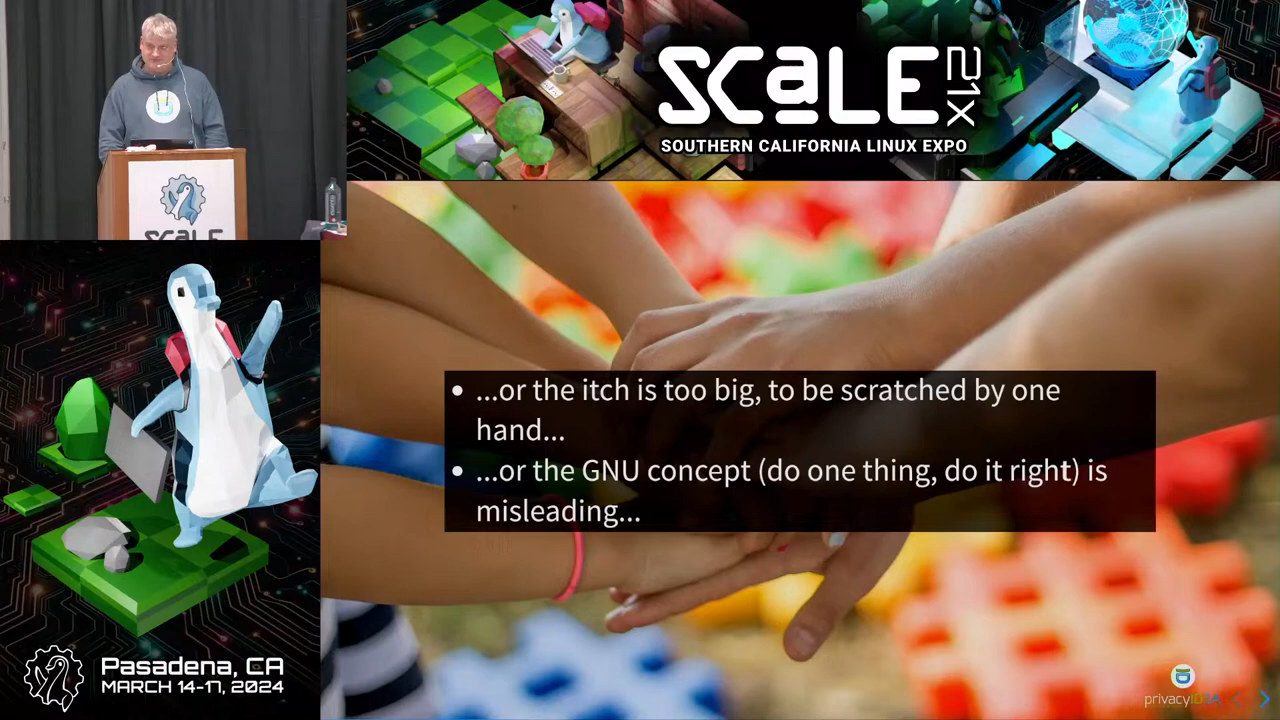 SCaLE
21X
SOUTHERN CALIFORNIA LINUX EXPO
SCaLE
• ...or the itch is too big, to be scratched by one
hand...
• ...or the GNU concept (do one thing, do it right) is
misleading...
Pasadena, CA
MARCH 14-17, 2024
privacyIDEA